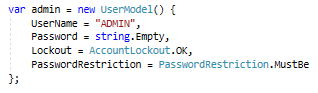 var admin = new UserModel() {
UserName = "ADMIN",
Password = string.Empty,
Lockout = AccountLockout.OK,
PasswordRestriction = PasswordRestriction.MustBe
};